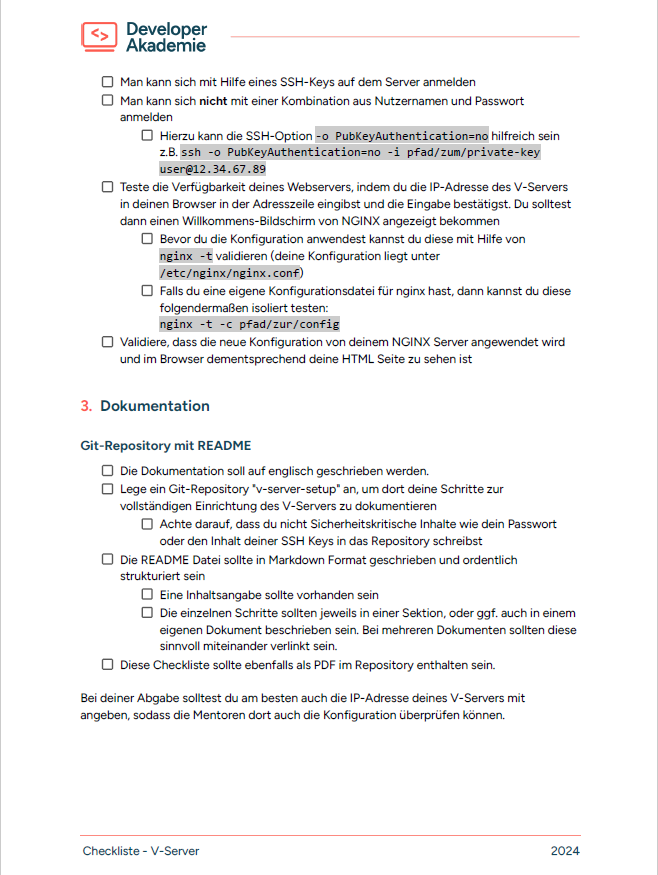 Developer
Akademie
Man kann sich mit Hilfe eines SSH-Keys auf dem Server anmelden
Man kann sich nicht mit einer Kombination aus Nutzernamen und Passwort
anmelden
Hierzu kann die SSH-Option -o PubKeyAuthentication=no hilfreich sein
z.B. ssh -o PubKeyAuthentication=no -i pfad/zum/private-key
user@12.34.67.89
Teste die Verfügbarkeit deines Webservers, indem du die IP-Adresse des V-Servers
in deinen Browser in der Adresszeile eingibst und die Eingabe bestätigst. Du solltest
dann einen Willkommens-Bildschirm von NGINX angezeigt bekommen
Bevor du die Konfiguration anwendest kannst du diese mit Hilfe von
nginx -t validieren (deine Konfiguration liegt unter
/etc/nginx/nginx.conf)
Falls du eine eigene Konfigurationsdatei für nginx hast, dann kannst du diese
folgendermaßen isoliert testen:
nginx -t -c pfad/zur/config
Validiere, dass die neue Konfiguration von deinem NGINX Server angewendet wird
und im Browser dementsprechend deine HTML Seite zu sehen ist
3. Dokumentation
Git-Repository mit README
Die Dokumentation soll auf englisch geschrieben werden.
Lege ein Git-Repository "v-server-setup" an, um dort deine Schritte zur
vollständigen Einrichtung des V-Servers zu dokumentieren
Achte darauf, dass du nicht Sicherheitskritische Inhalte wie dein Passwort
oder den Inhalt deiner SSH Keys in das Repository schreibst
Die README Datei sollte in Markdown Format geschrieben und ordentlich
strukturiert sein
Eine Inhaltsangabe sollte vorhanden sein
Die einzelnen Schritte sollten jeweils in einer Sektion, oder ggf. auch in einem
eigenen Dokument beschrieben sein. Bei mehreren Dokumenten sollten diese
sinnvoll miteinander verlinkt sein.
Diese Checkliste sollte ebenfalls als PDF im Repository enthalten sein.
Bei deiner Abgabe solltest du am besten auch die IP-Adresse deines V-Servers mit
angeben, sodass die Mentoren dort auch die Konfiguration überprüfen können.
Checkliste - V-Server 2024